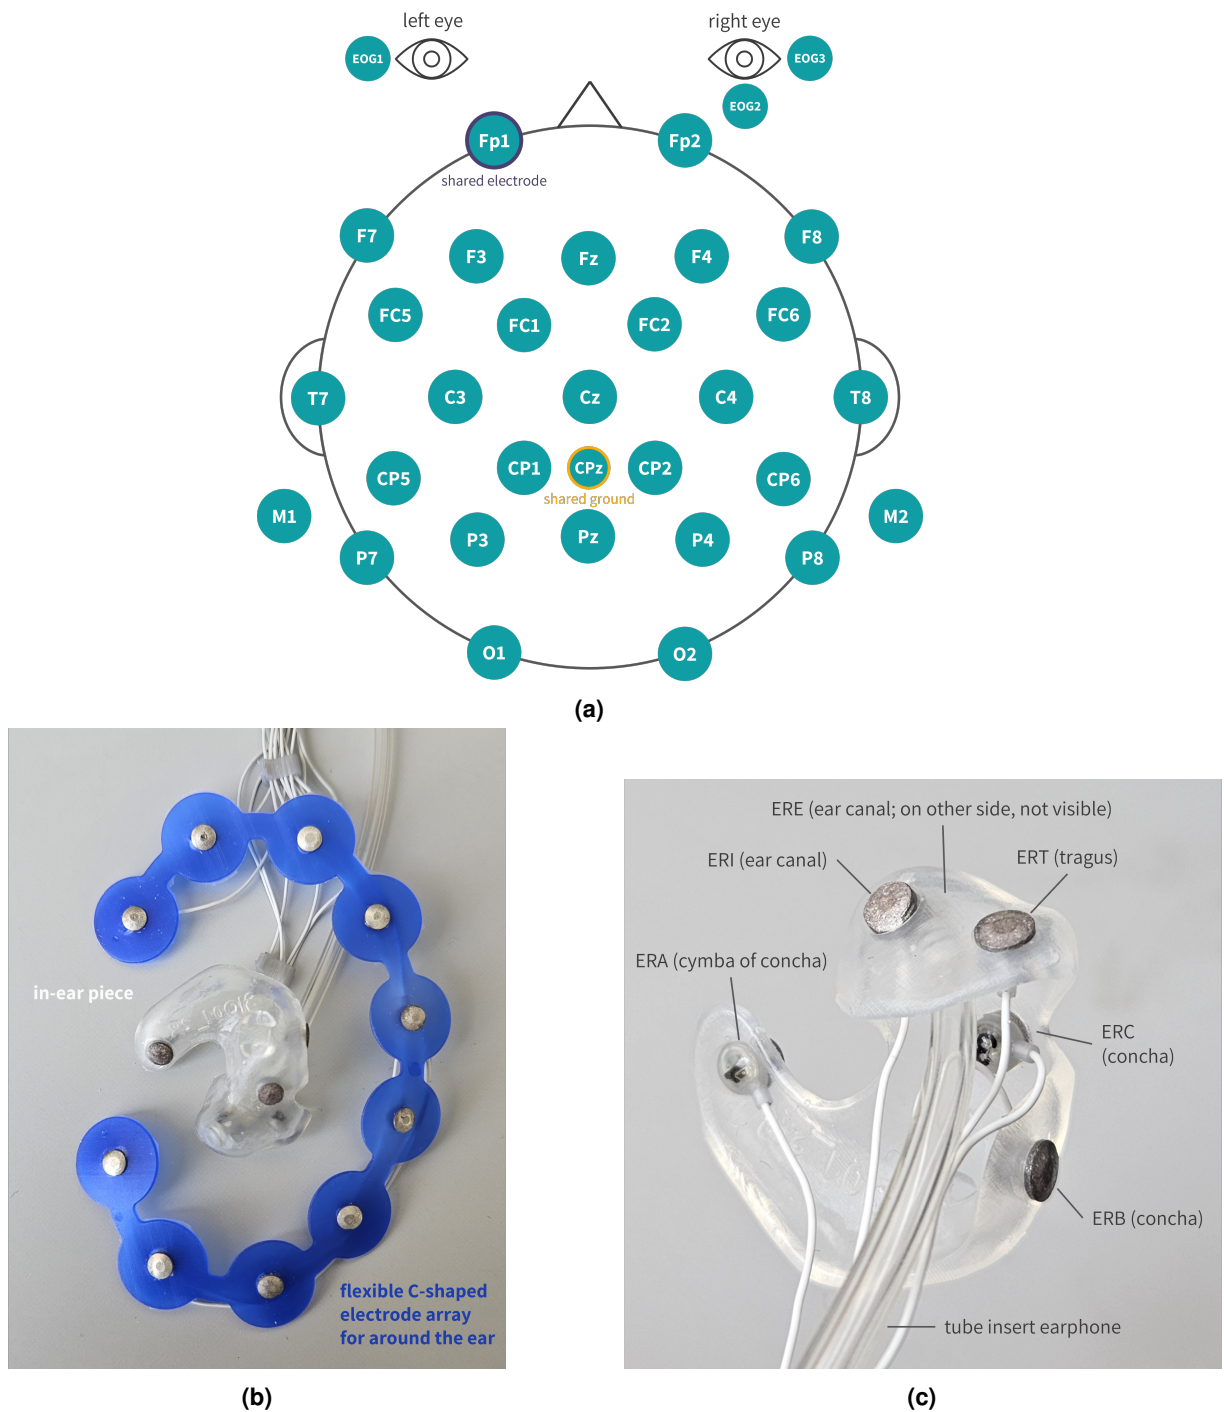 left eye
right eye
EOG1
EOG3
EOG2
Fp1
Fp2
shared electrode
F7
F3
Fz
F4
F8
FC5
FC1
FC2
FC6
T7
C3
Cz
C4
T8
CP5
CP1
CPz
CP2
CP6
shared ground
M1
P7
P3
Pz
P4
P8
M2
O1
O2
(a)
in-ear piece
flexible C-shaped
electrode array
for around the ear
(b)
ERE (ear canal; on other side, not visible)
ERI (ear canal)
ERT (tragus)
ERA (cymba of concha)
ERC
(concha)
ERB (concha)
tube insert earphone
(c)